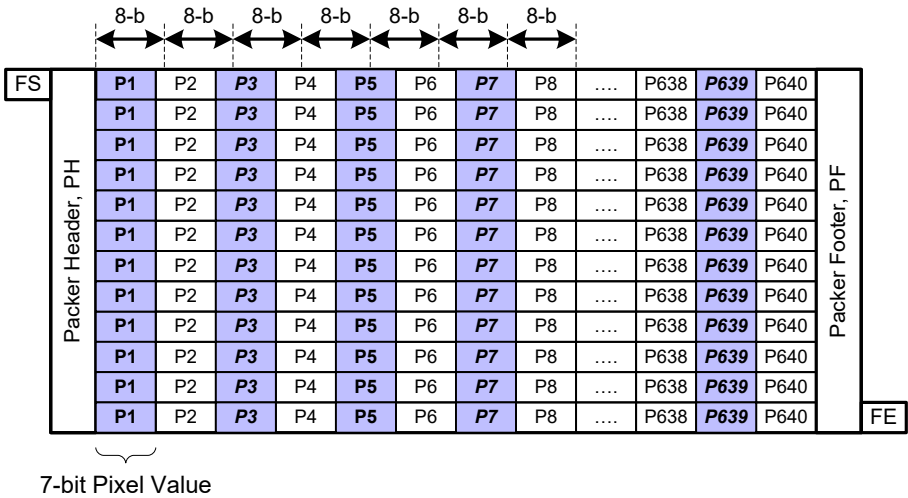 8-b 8-b 8-b 8-b 8-b 8-b 8-b
FS P1 P2 P3 P4 P5 P6 P7 P8 .... P638 P639 P640
P1 P2 P3 P4 P5 P6 P7 P8 .... P638 P639 P640
P1 P2 P3 P4 P5 P6 P7 P8 .... P638 P639 P640
P1 P2 P3 P4 P5 P6 P7 P8 .... P638 P639 P640
P1 P2 P3 P4 P5 P6 P7 P8 .... P638 P639 P640
P1 P2 P3 P4 P5 P6 P7 P8 .... P638 P639 P640
P1 P2 P3 P4 P5 P6 P7 P8 .... P638 P639 P640
P1 P2 P3 P4 P5 P6 P7 P8 .... P638 P639 P640
P1 P2 P3 P4 P5 P6 P7 P8 .... P638 P639 P640
P1 P2 P3 P4 P5 P6 P7 P8 .... P638 P639 P640
P1 P2 P3 P4 P5 P6 P7 P8 .... P638 P639 P640
P1 P2 P3 P4 P5 P6 P7 P8 .... P638 P639 P640 FE
Packer Header, PH
Packer Footer, PF
7-bit Pixel Value